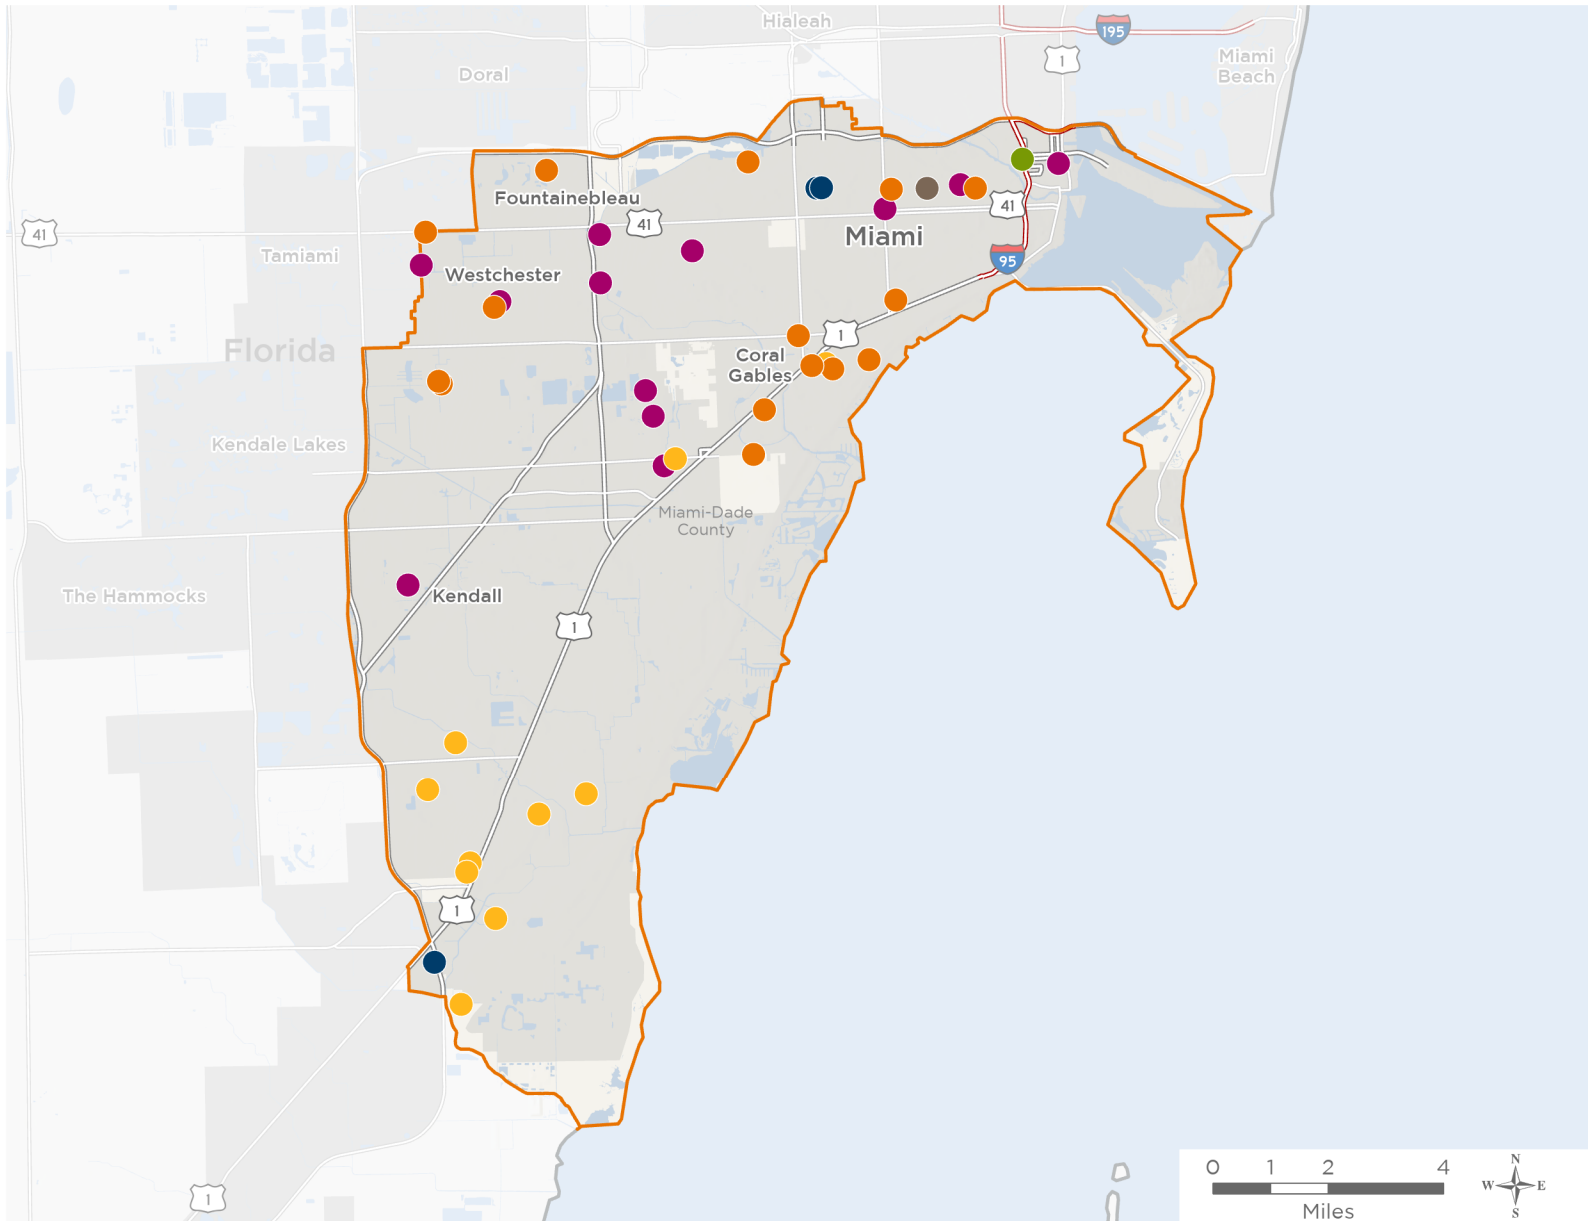 Hialeah
195
1
Miami
Beach
Doral
Fountainebleau
41
41
41
Miami
Tamiami
Westchester
95
Florida
1
Coral
Gables
Kendale Lakes
Miami-Dade
County
The Hammocks
Kendall
1
1
1
0 1 2 4
Miles
N
W E
S